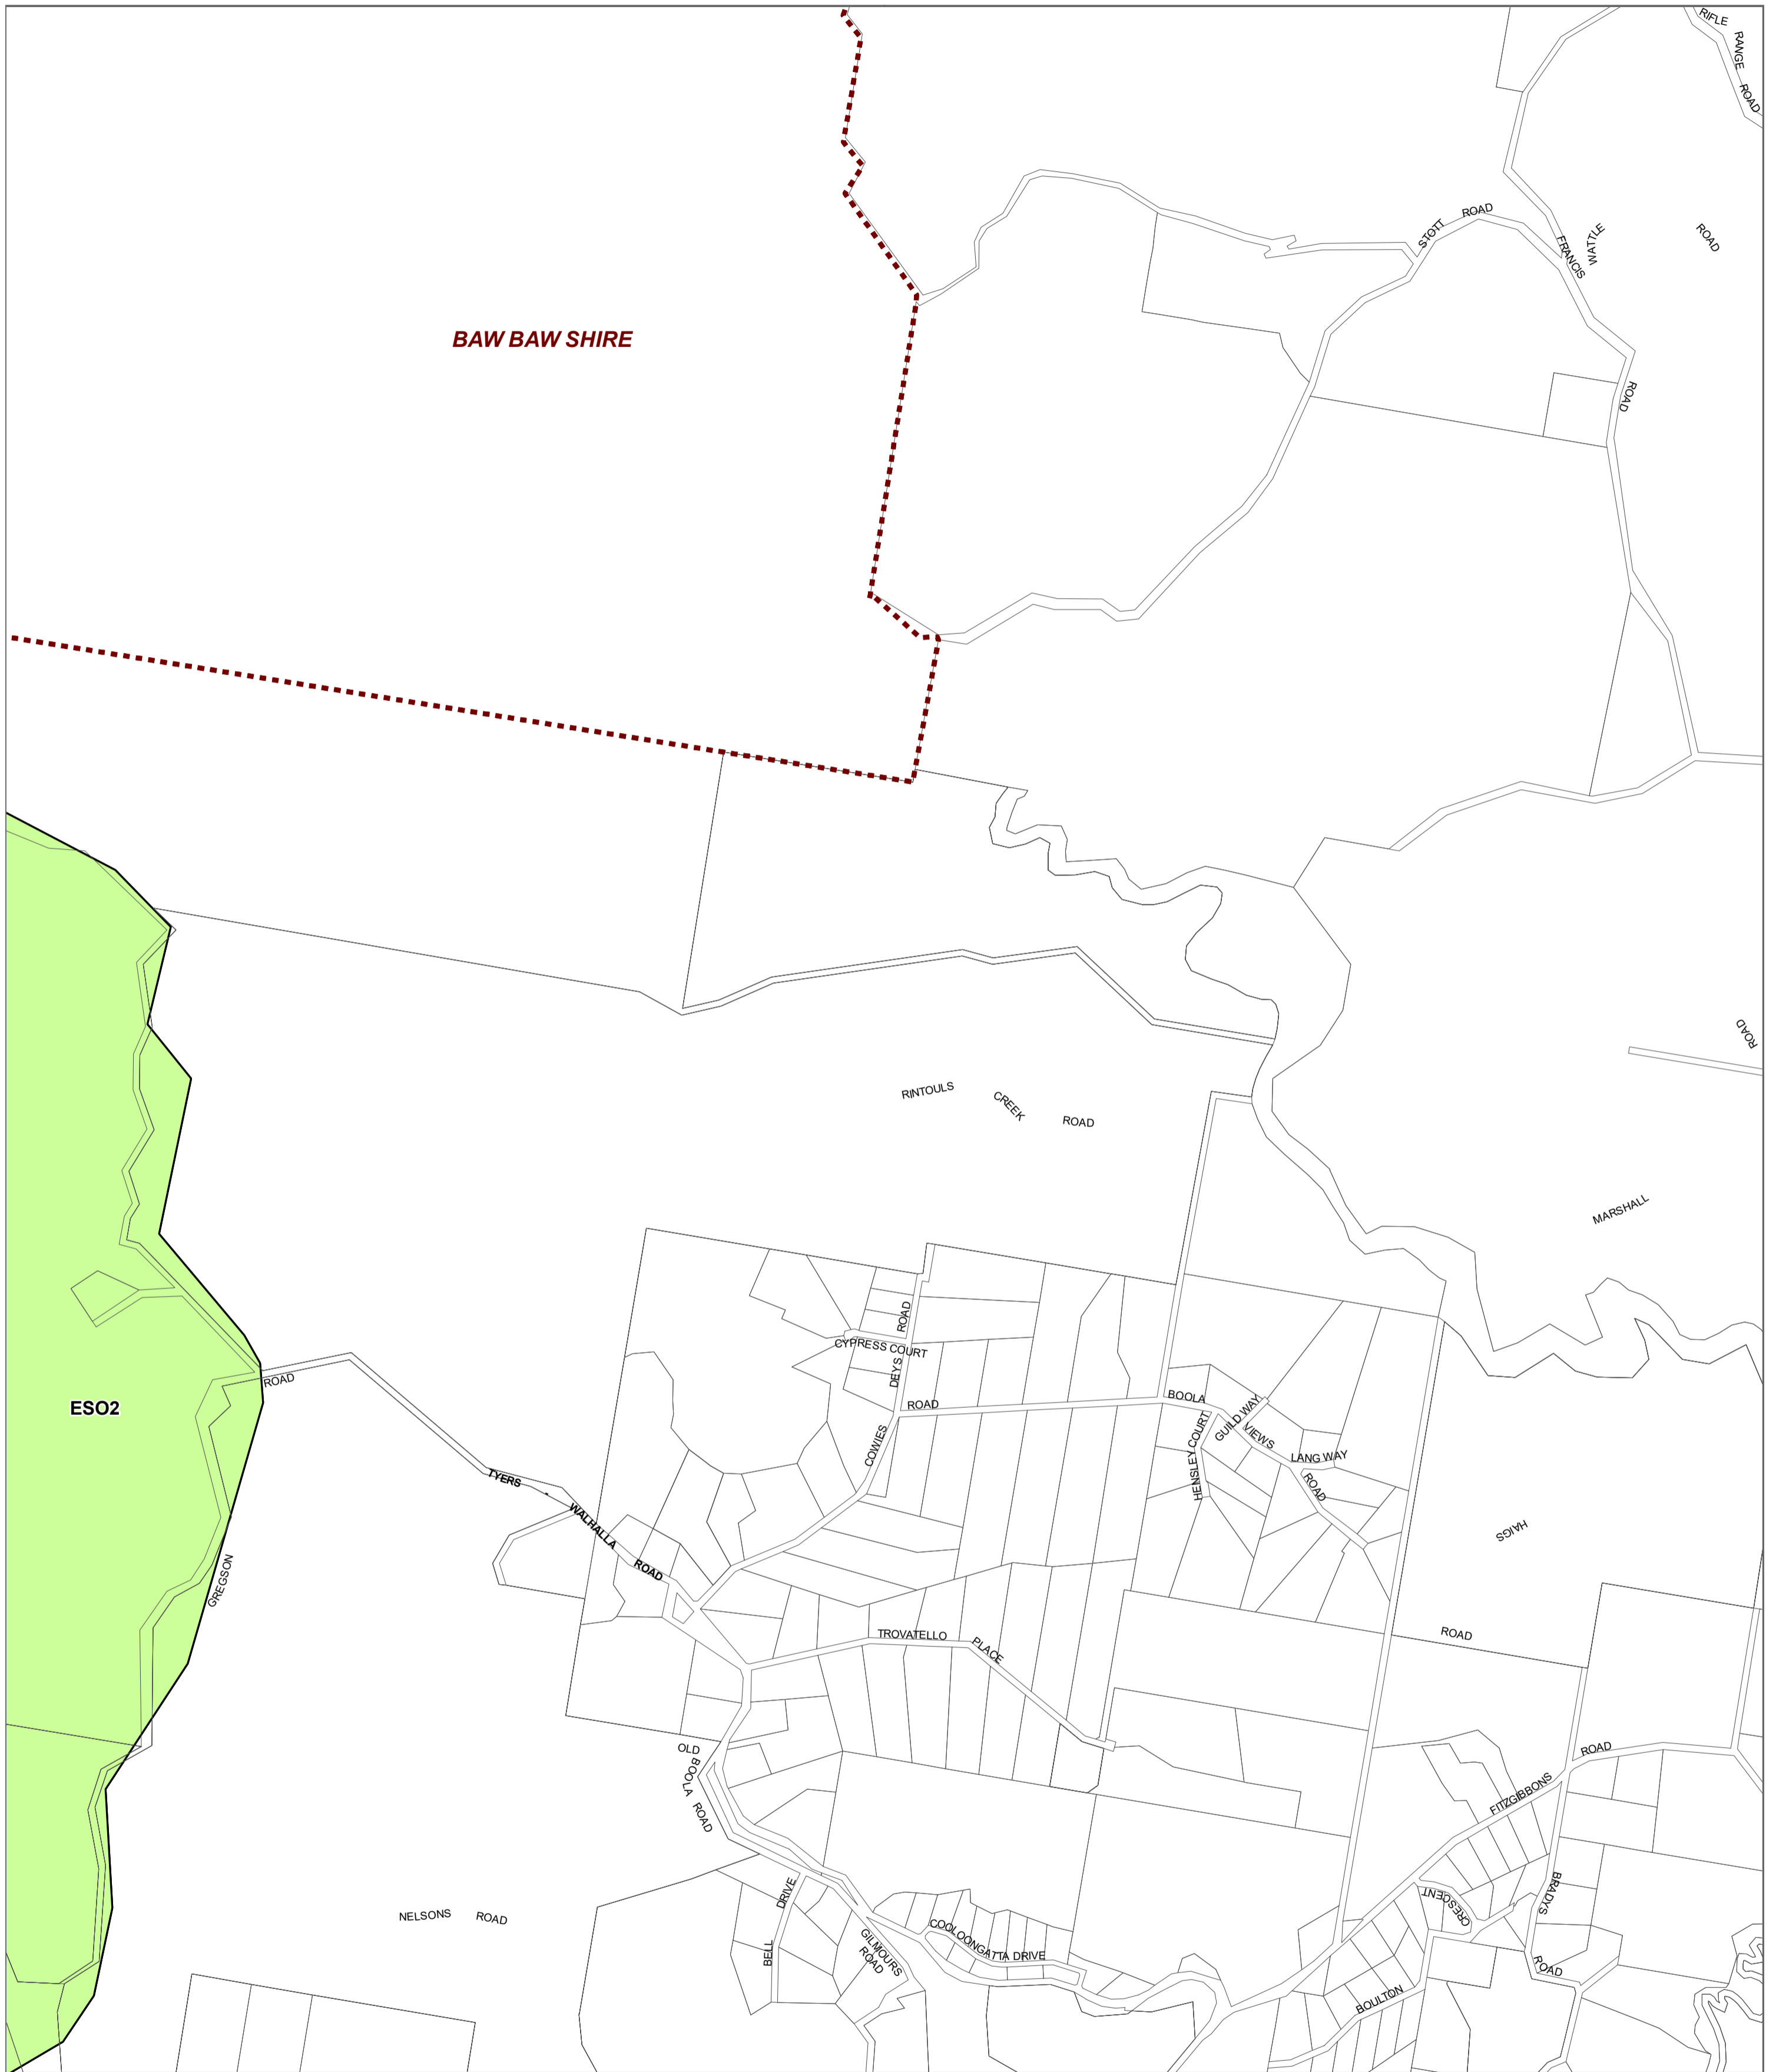 RIFLE
RANGE
ROAD
STOTT
ROAD
FRANCIS
WATTLE
ROAD
BAW BAW SHIRE
ROAD
ROAD
RINTOULS
CREEK
ROAD
MARSHALL
ROAD
CYPRESS COURT
DEYS
ROAD
ROAD
ESO2
ROAD
BOOLA
GUILD WAY
HENSLEY COURT
VIEWS
LANG WAY
ROAD
COWIES
TYERS
-
WALHALLA
ROAD
HAIGS
GREGSON
TROVATELLO
PLACE
ROAD
OLD
BOOLA
ROAD
ROAD
FITZGIBBONS
BRADYS
CRESCENT
DRIVE
BELL
NELSONS
ROAD
GILMOURS
ROAD
COOLOONGATTA DRIVE
ROAD
BOULTON